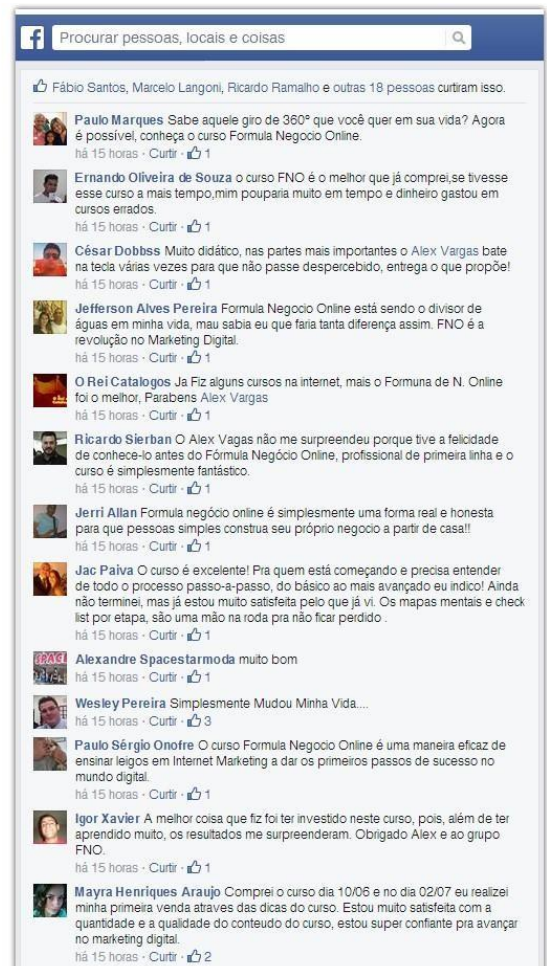 f
Procurar pessoas, locais e coisas
Fábio Santos, Marcelo Langoni, Ricardo Ramalho e outras 18 pessoas curtiram isso.
Paulo Marques Sabe aquele giro de 360º que você quer em sua vida? Agora
é possível, conheça o curso Formula Negocio Online.
há 15 horas · Curtir · 1
Ernando Oliveira de Souza o curso FNO é o melhor que já comprei,se tivesse
esse curso a mais tempo,mim pouparia muito em tempo e dinheiro gastou em
cursos errados.
há 15 horas · Curtir · 1
César Dobbss Muito didático, nas partes mais importantes o Alex Vargas bate
na tecla várias vezes para que não passe despercebido, entrega o que propõe!
há 15 horas · Curtir · 1
Jefferson Alves Pereira Formula Negocio Online está sendo o divisor de
águas em minha vida, mau sabia eu que faria tanta diferença assim. FNO é a
revolução no Marketing Digital.
há 15 horas · Curtir · 1
O Rei Catalogos Ja Fiz alguns cursos na internet, mais o Formuna de N. Online
foi o melhor, Parabens Alex Vargas
há 15 horas · Curtir · 1
Ricardo Sierban O Alex Vagas não me surpreendeu porque tive a felicidade
de conhece-lo antes do Fórmula Negócio Online, profissional de primeira linha e o
curso é simplesmente fantástico.
há 15 horas · Curtir · 1
Jerri Allan Formula negócio online é simplesmente uma forma real e honesta
para que pessoas simples construa seu próprio negocio a partir de casa!!
há 15 horas · Curtir · 1
Jac Paiva O curso é excelente! Pra quem está começando e precisa entender
de todo o processo passo-a-passo, do básico ao mais avançado eu indico! Ainda
não terminei, mas já estou muito satisfeita pelo que já vi. Os mapas mentais e check
list por etapa, são uma mão na roda pra não ficar perdido .
há 15 horas · Curtir · 1
SPACE
Alexandre Spacestarmoda muito bom
há 15 horas · Curtir · 1
Wesley Pereira Simplesmente Mudou Minha Vida....
há 15 horas · Curtir · 3
Paulo Sérgio Onofre O curso Formula Negocio Online é uma maneira eficaz de
ensinar leigos em Internet Marketing a dar os primeiros passos de sucesso no
mundo digital.
há 15 horas · Curtir · 1
Igor Xavier A melhor coisa que fiz foi ter investido neste curso, pois, além de ter
aprendido muito, os resultados me surpreenderam. Obrigado Alex e ao grupo
FNO.
há 15 horas · Curtir · 1
Mayra Henriques Araujo Comprei o curso dia 10/06 e no dia 02/07 eu realizei
minha primeira venda atraves das dicas do curso. Estou muito satisfeita com a
quantidade e a qualidade do conteudo do curso, estou super confiante pra avançar
no marketing digital.
há 15 horas · Curtir · 2